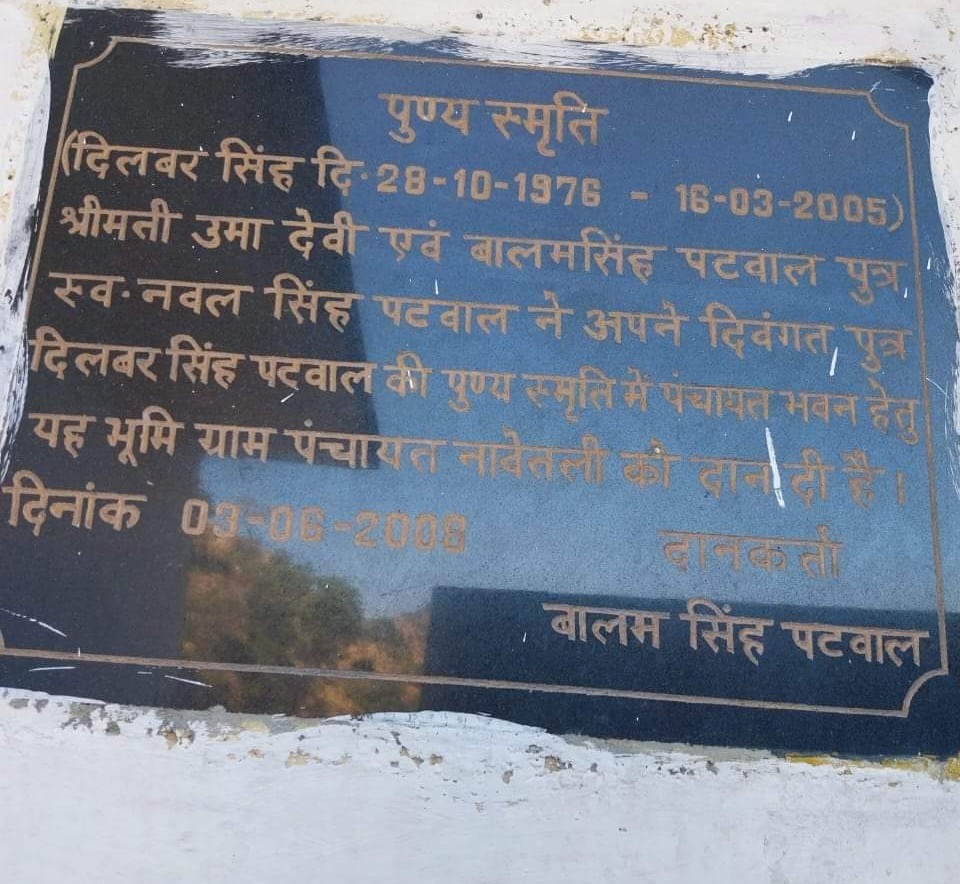 पुण्य स्मृति
(दिलबर सिंह दि॰ 28-10-1976 - 16-03-2005)
श्रीमती उमा देवी एवं बालमसिंह पटवाल पुत्र
स्व॰ नवल सिंह पटवाल ने अपने दिवंगत पुत्र
दिलबर सिंह पटवाल की पुण्य स्मृति में पंचायत भवन हेतु
यह भूमि ग्राम पंचायत नावेतली को दान दी है।
दिनांक 03-06-2008
दानकर्ता
बालम सिंह पटवाल